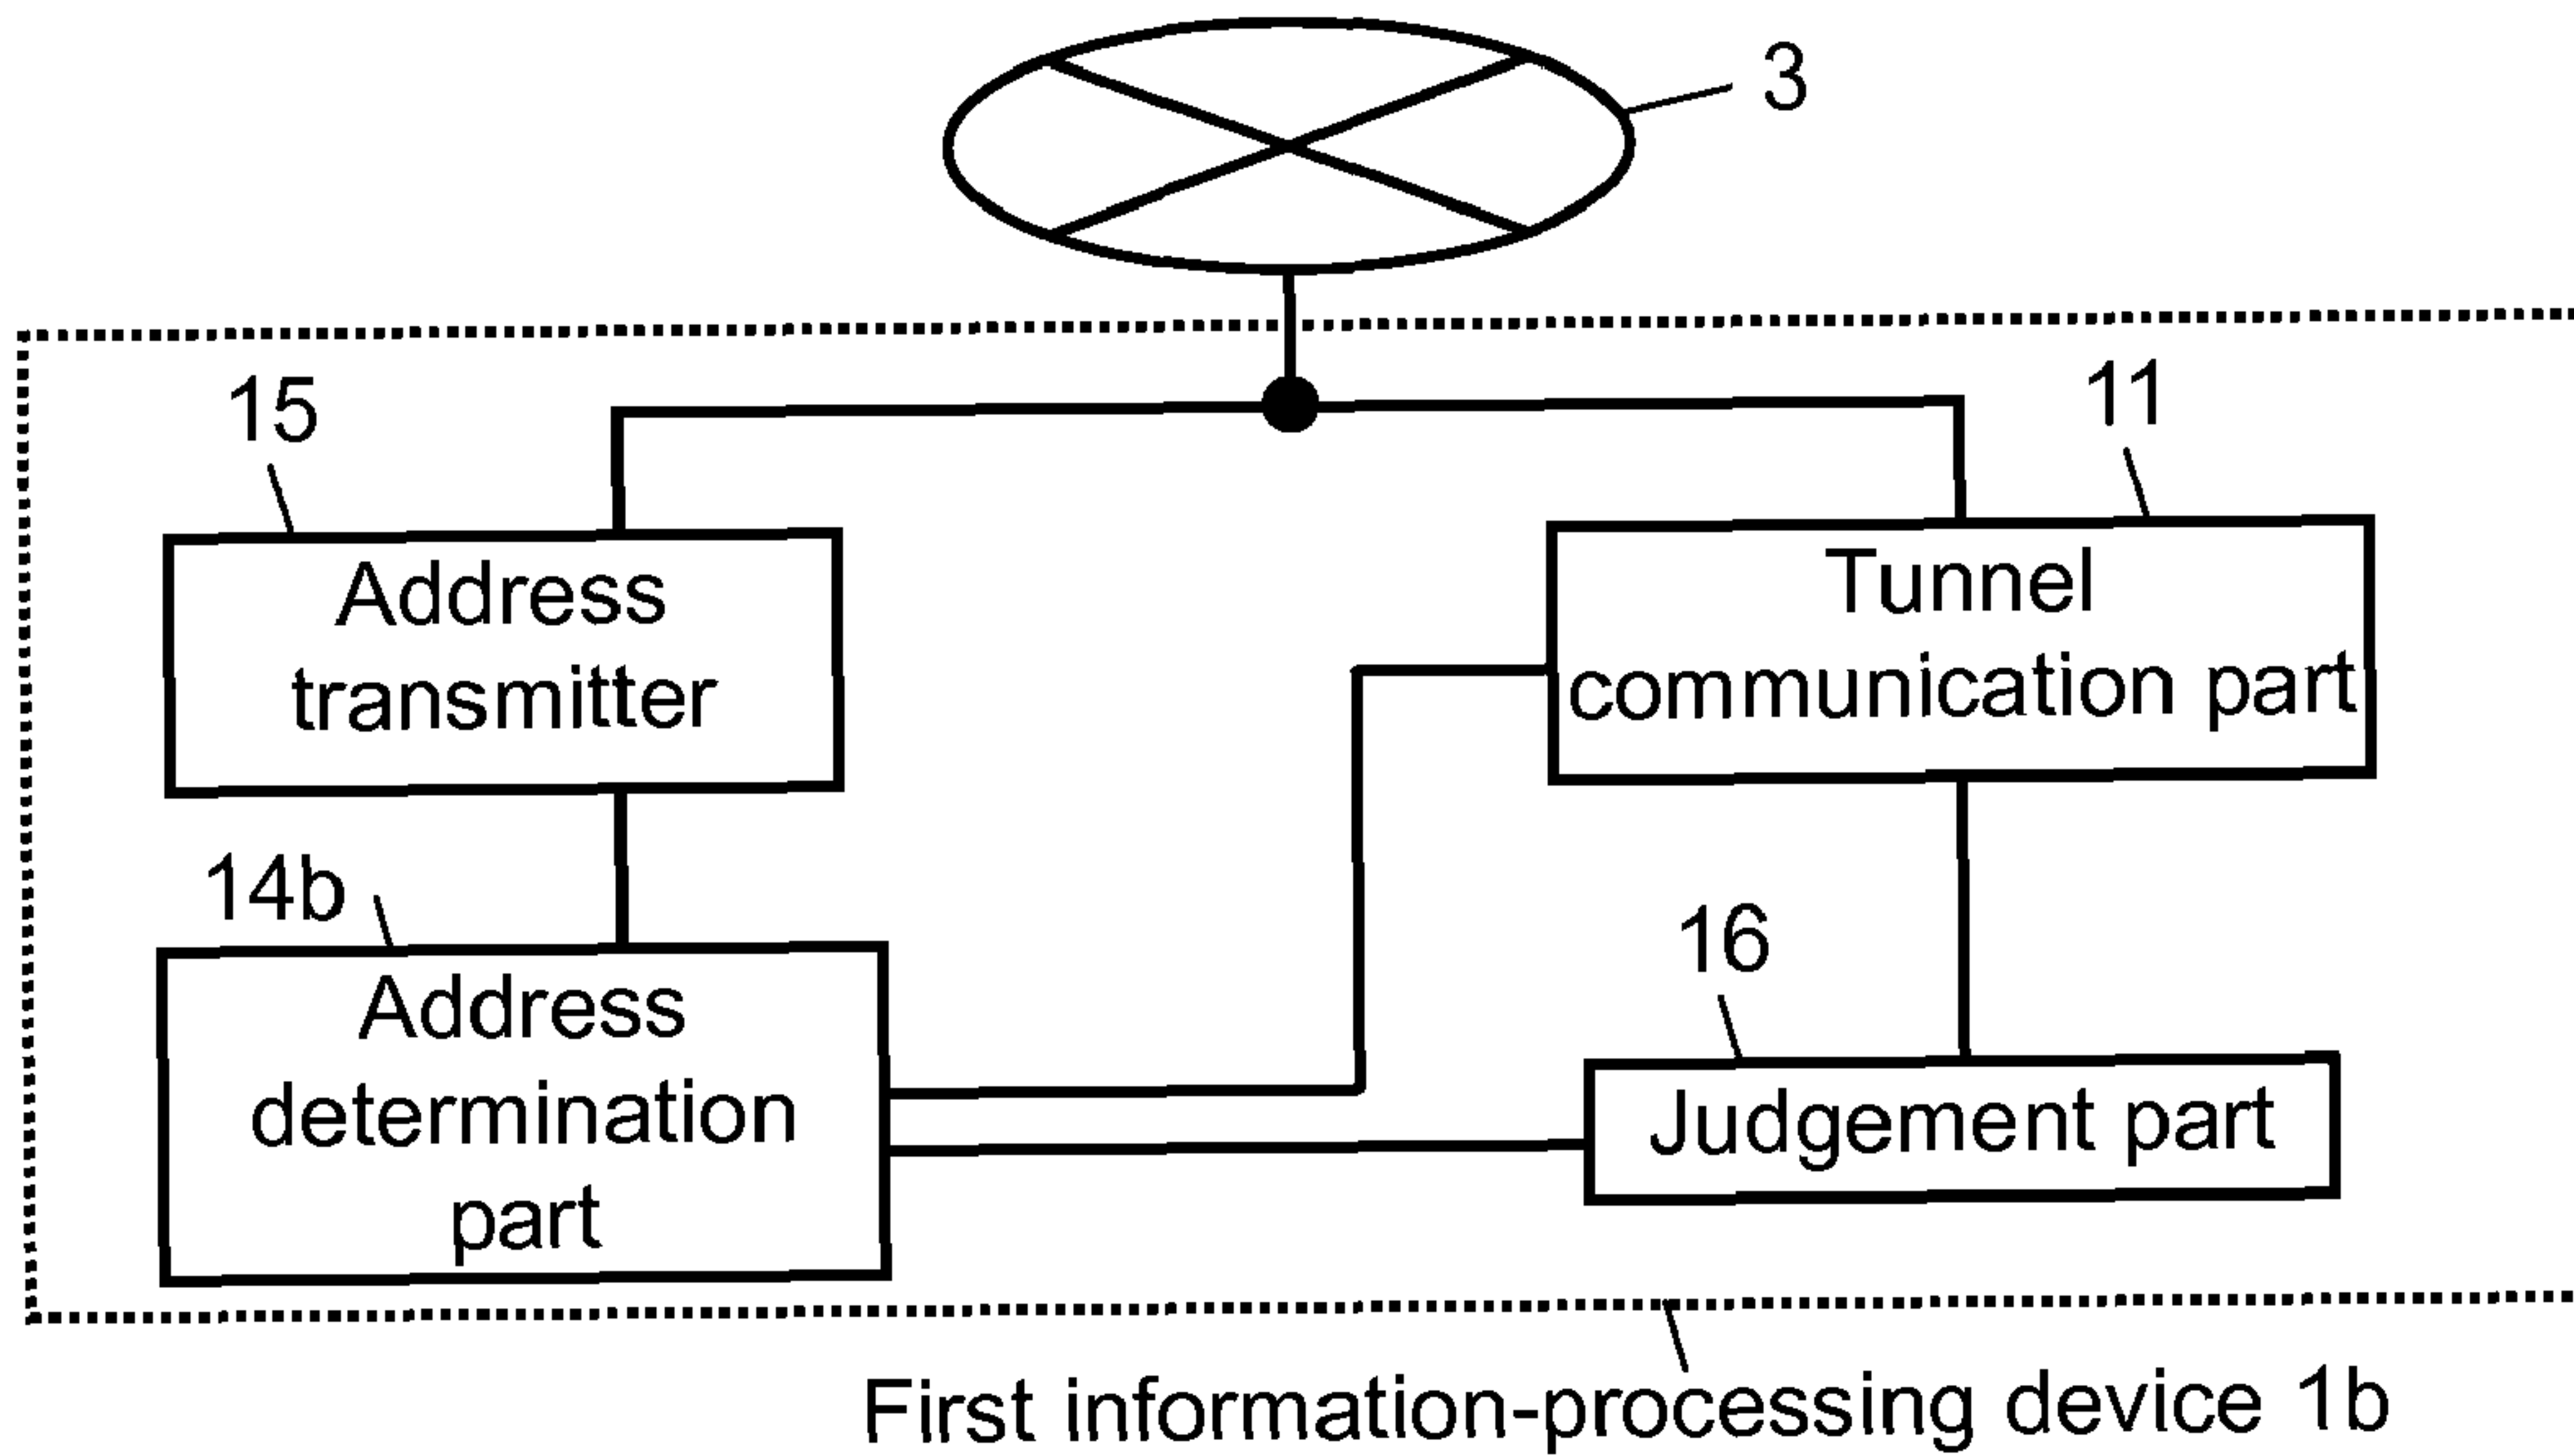 3
15
11
Address
transmitter
Tunnel
communication part
14b
16
Address
determination
part
Judgement part
First information-processing device 1b